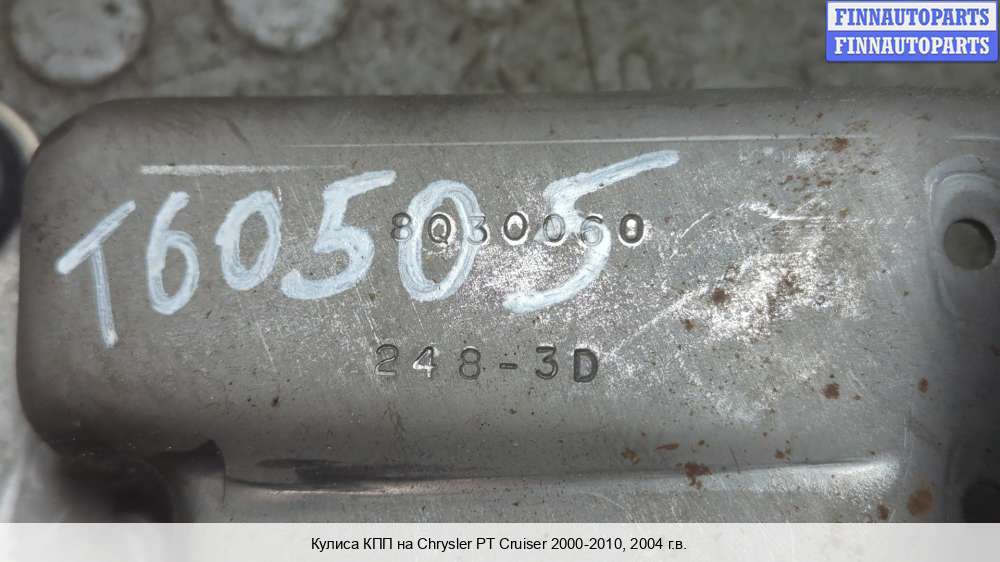 FINNAUTOPARTS
FINNAUTOPARTS
T60505
8Q30060
248-3D
Кулиса КПП на Chrysler PT Cruiser 2000-2010, 2004 г.в.